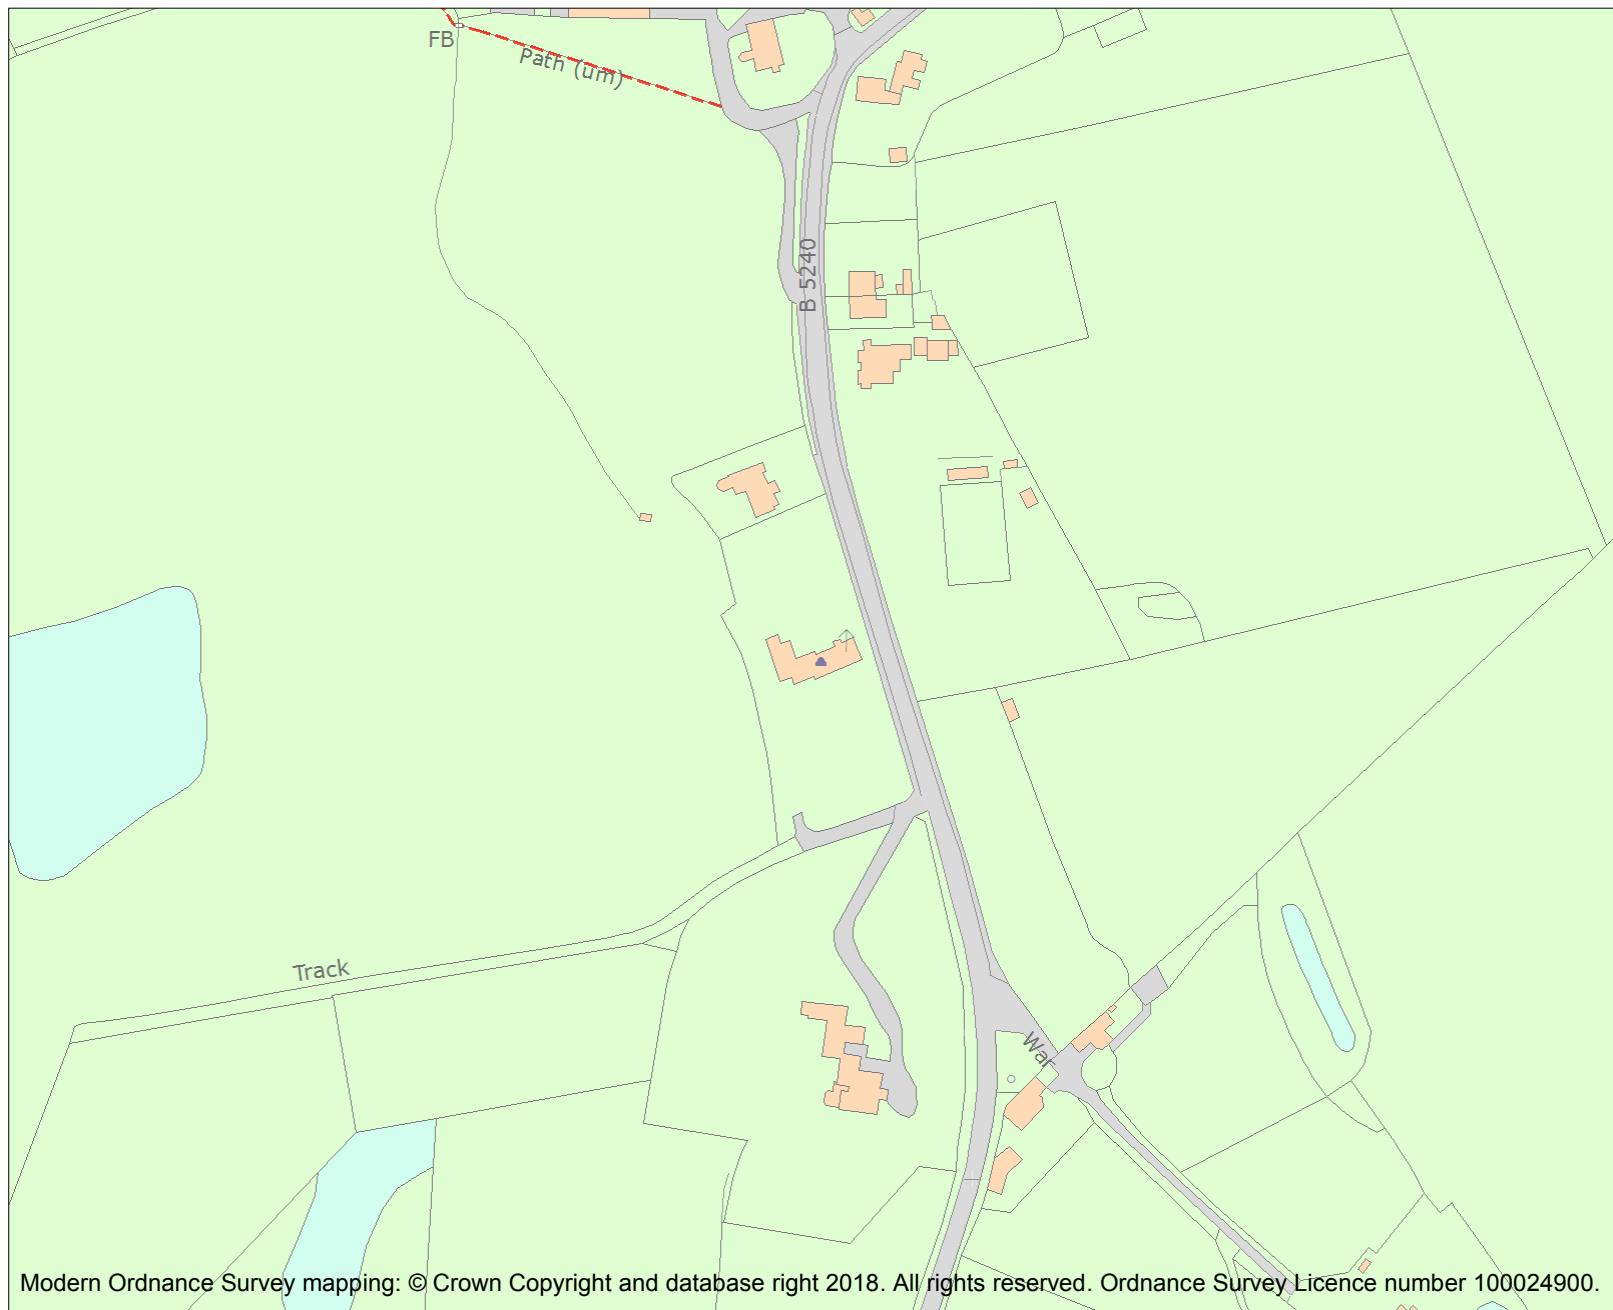 FB
Path (um)
B 5240
Track
War
Modern Ordnance Survey mapping: © Crown Copyright and database right 2018. All rights reserved. Ordnance Survey Licence number 100024900.